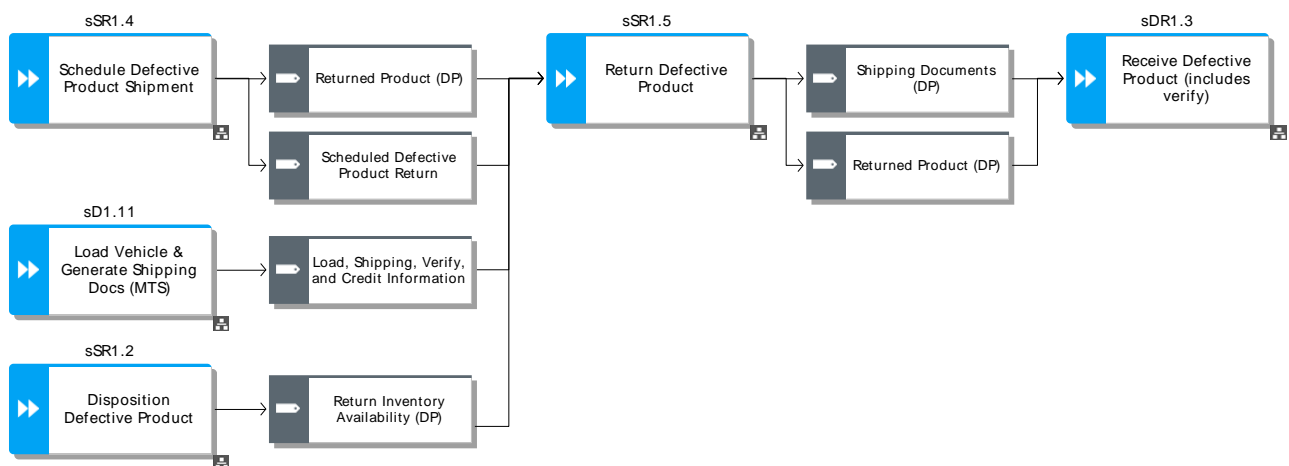 sSR1.4
sSR1.5
sDR1.3
Schedule Defective
Product Shipment
Returned Product (DP)
Return Defective
Product
Shipping Documents
(DP)
Receive Defective
Product (includes
verify)
Scheduled Defective
Product Return
Returned Product (DP)
sD1.11
Load Vehicle &
Generate Shipping
Docs (MTS)
Load, Shipping, Verify,
and Credit Information
sSR1.2
Disposition
Defective Product
Return Inventory
Availability (DP)